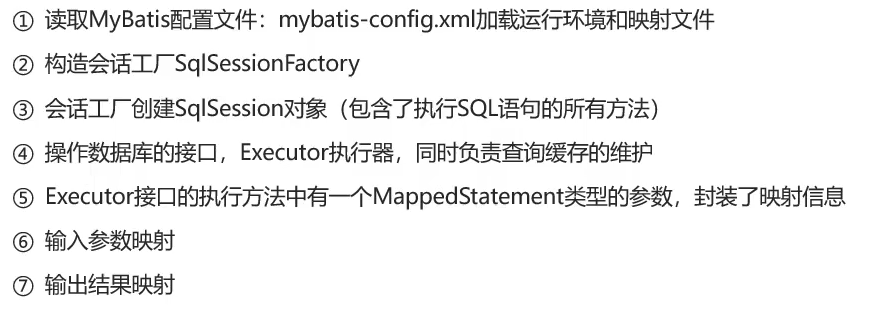 ① 读取MyBatis配置文件：mybatis-config.xml加载运行环境和映射文件
② 构造会话工厂SqlSessionFactory
③ 会话工厂创建SqlSession对象（包含了执行SQL语句的所有方法）
④ 操作数据库的接口，Executor执行器，同时负责查询缓存的维护
⑤ Executor接口的执行方法中有一个MappedStatement类型的参数，封装了映射信息
⑥ 输入参数映射
⑦ 输出结果映射